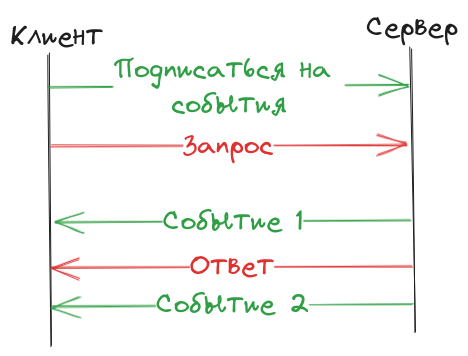 Клиент
Сервер
Подписаться на
события
Запрос
Событие 1
Ответ
Событие 2